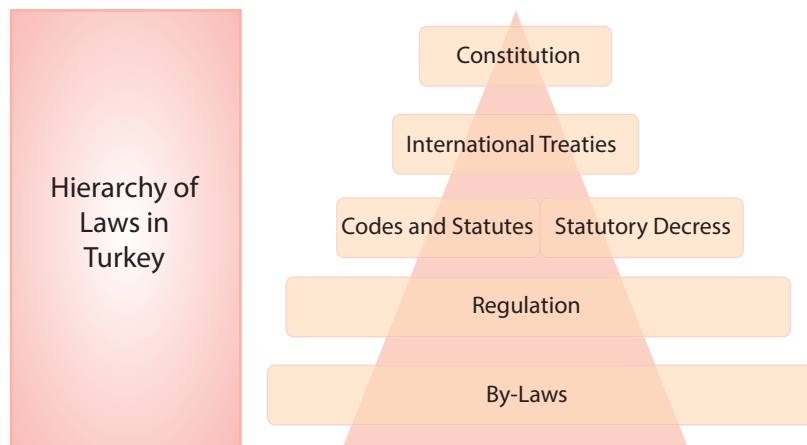 Hierarchy of
Laws in
Turkey
Constitution
International Treaties
Codes and Statutes
Statutory Decress
Regulation
By-Laws